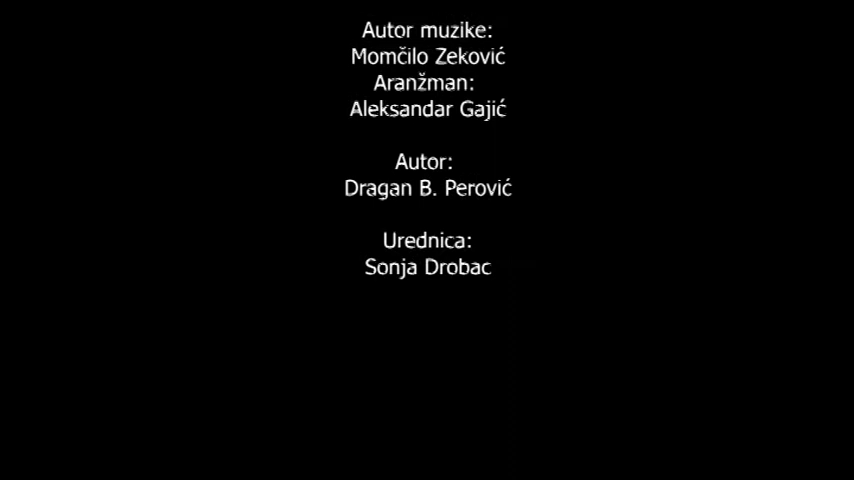 Autor muzike:
Momčilo Zeković
Aranžman:
Aleksandar Gajić
Autor:
Dragan B. Perović
Urednica:
Sonja Drobac